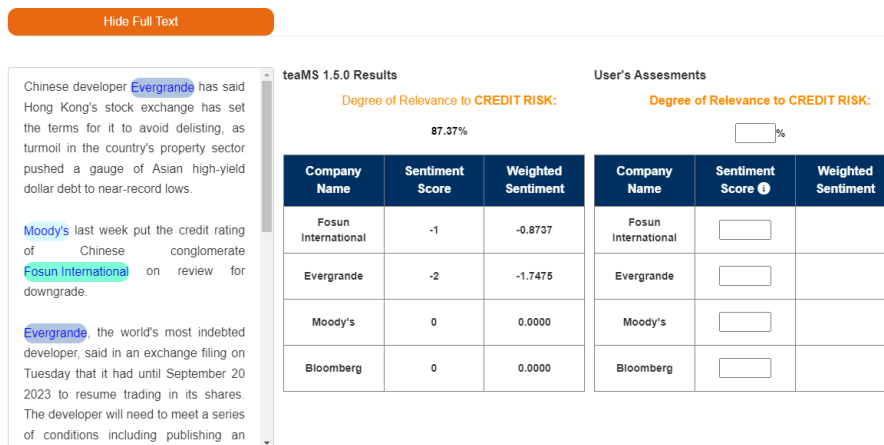 Hide Full Text
Chinese developer Evergrande has said
Hong Kong's stock exchange has set
the terms for it to avoid delisting, as
turmoil in the country's property sector
pushed a gauge of Asian high-yield
dollar debt to near-record lows.
Moody's last week put the credit rating
of Chinese conglomerate
Fosun International on review for
downgrade.
Evergrande, the world's most indebted
developer, said in an exchange filing on
Tuesday that it had until September 20
2023 to resume trading in its shares.
The developer will need to meet a series
of conditions including publishing an
teaMS 1.5.0 Results
Degree of Relevance to CREDIT RISK:
87.37%
Company Name Sentiment Score Weighted Sentiment
Fosun International -1 -0.8737
Evergrande -2 -1.7475
Moody's 0 0.0000
Bloomberg 0 0.0000
User's Assesments
Degree of Relevance to CREDIT RISK:
%
Company Name Sentiment Score i Weighted Sentiment
Fosun International
Evergrande
Moody's
Bloomberg